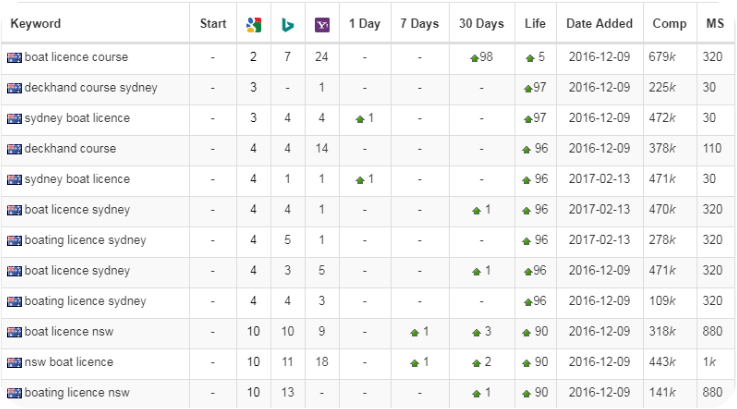 Keyword Start 1 Day 7 Days 30 Days Life Date Added Comp MS
boat licence course - 2 7 24 - - 98 5 2016-12-09 679k 320
deckhand course sydney - 3 - 1 - - - 97 2016-12-09 225k 30
sydney boat licence - 3 4 4 1 - - 97 2016-12-09 472k 30
deckhand course - 4 4 14 - - - 96 2016-12-09 378k 110
sydney boat licence - 4 1 1 1 - - 96 2017-02-13 471k 30
boat licence sydney - 4 4 1 - - 1 96 2016-12-09 470k 320
boating licence sydney - 4 5 1 - - - 96 2017-02-13 278k 320
boat licence sydney - 4 3 5 - - 1 96 2016-12-09 471k 320
boating licence sydney - 4 4 3 - - - 96 2016-12-09 109k 320
boat licence nsw - 10 10 9 - 1 3 90 2016-12-09 318k 880
nsw boat licence - 10 11 18 - 1 2 90 2016-12-09 443k 1k
boating licence nsw - 10 13 - - - 1 90 2016-12-09 141k 880